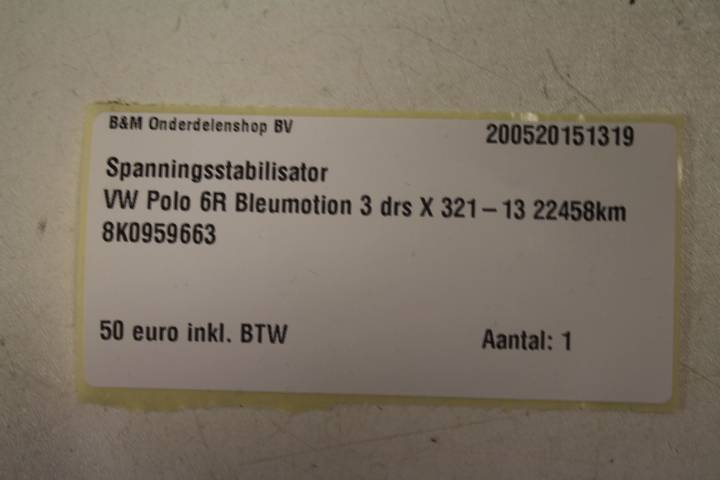 B&M Onderdelenshop BV 200520151319
Spanningsstabilisator
VW Polo 6R Bleumotion 3 drs X 321 – 13 22458km
8K0959663
50 euro inkl. BTW Aantal: 1